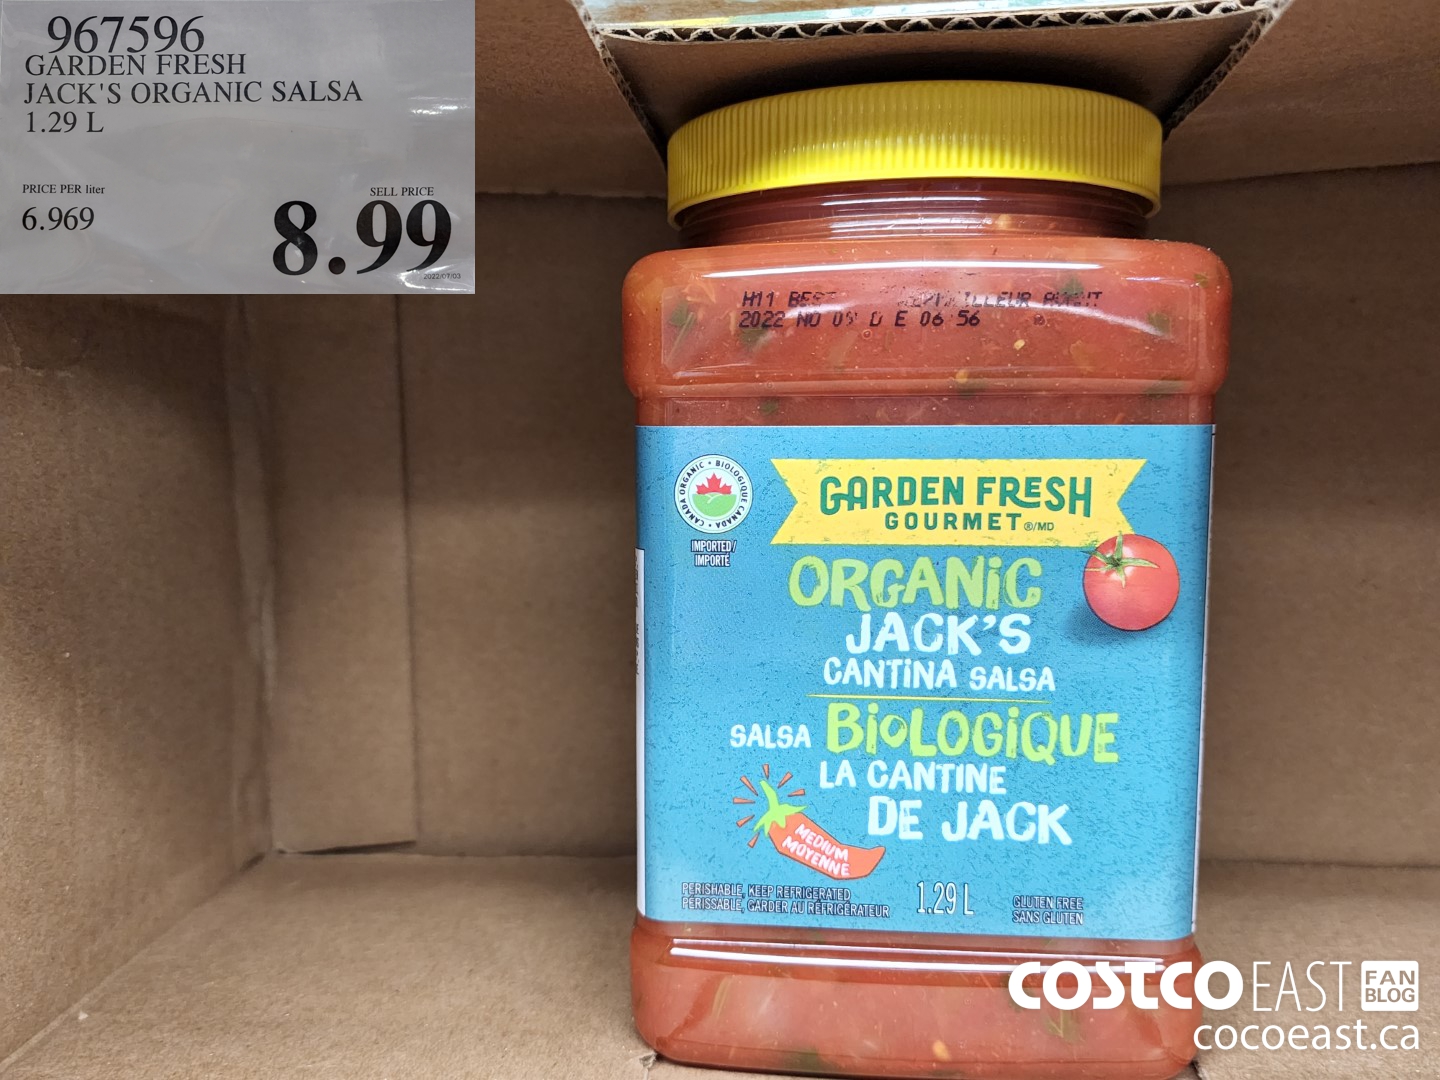 967596
GARDEN FRESH
JACK'S ORGANIC SALSA
1.29 L
PRICE PER liter
6.969
SELL PRICE
8.99
2022/07/03
H11 BEST
2022 NO 09 D E 06:56
CANADA ORGANIC • BIOLOGIQUE CANADA •
IMPORTED/
IMPORTÉ
GARDEN FRESH
GOURMET ®/MD
ORGANIC
JACK'S
CANTINA SALSA
SALSA BIOLOGIQUE
LA CANTINE
DE JACK
MEDIUM
MOYENNE
PERISHABLE, KEEP REFRIGERATED
PÉRISSABLE, GARDER AU RÉFRIGÉRATEUR
1.29 L
GLUTEN FREE
SANS GLUTEN
COSTCO EAST FAN BLOG
cocoeast.ca